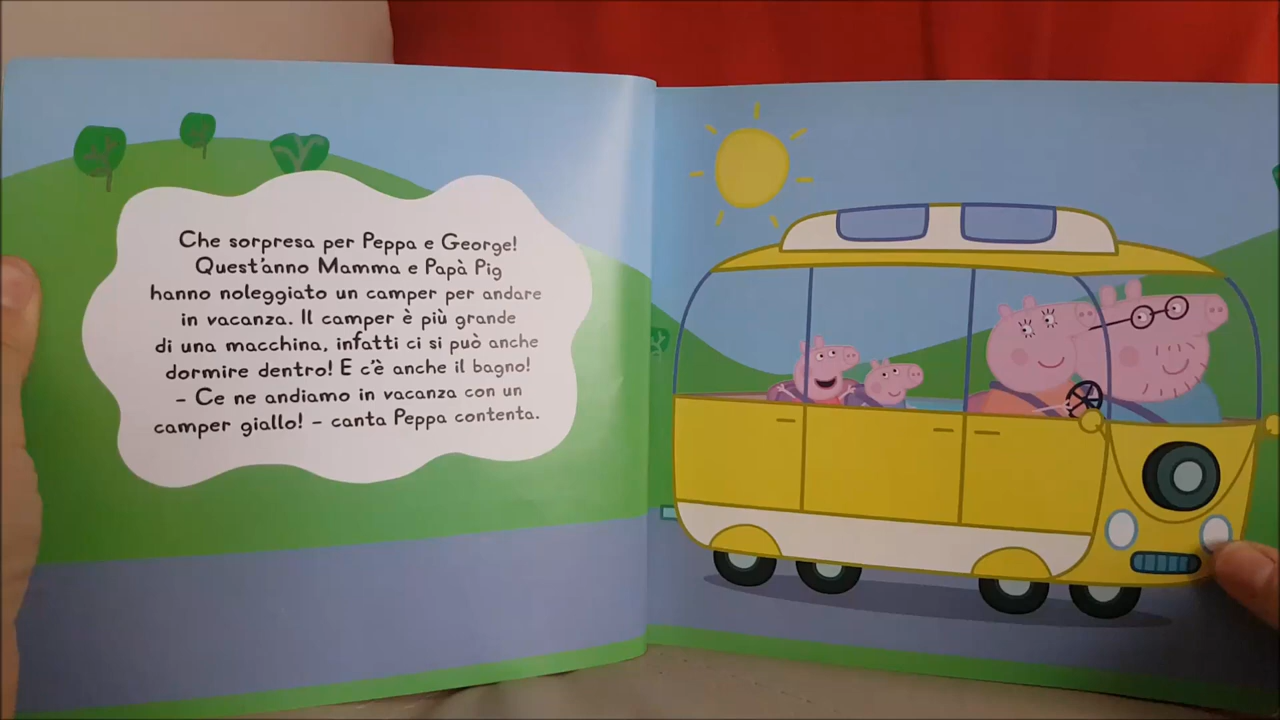 Che sorpresa per Peppa e George!
Quest'anno Mamma e Papà Pig
hanno noleggiato un camper per andare
in vacanza. Il camper è più grande
di una macchina, infatti ci si può anche
dormire dentro! E c'è anche il bagno!
– Ce ne andiamo in vacanza con un
camper giallo! – canta Peppa contenta.